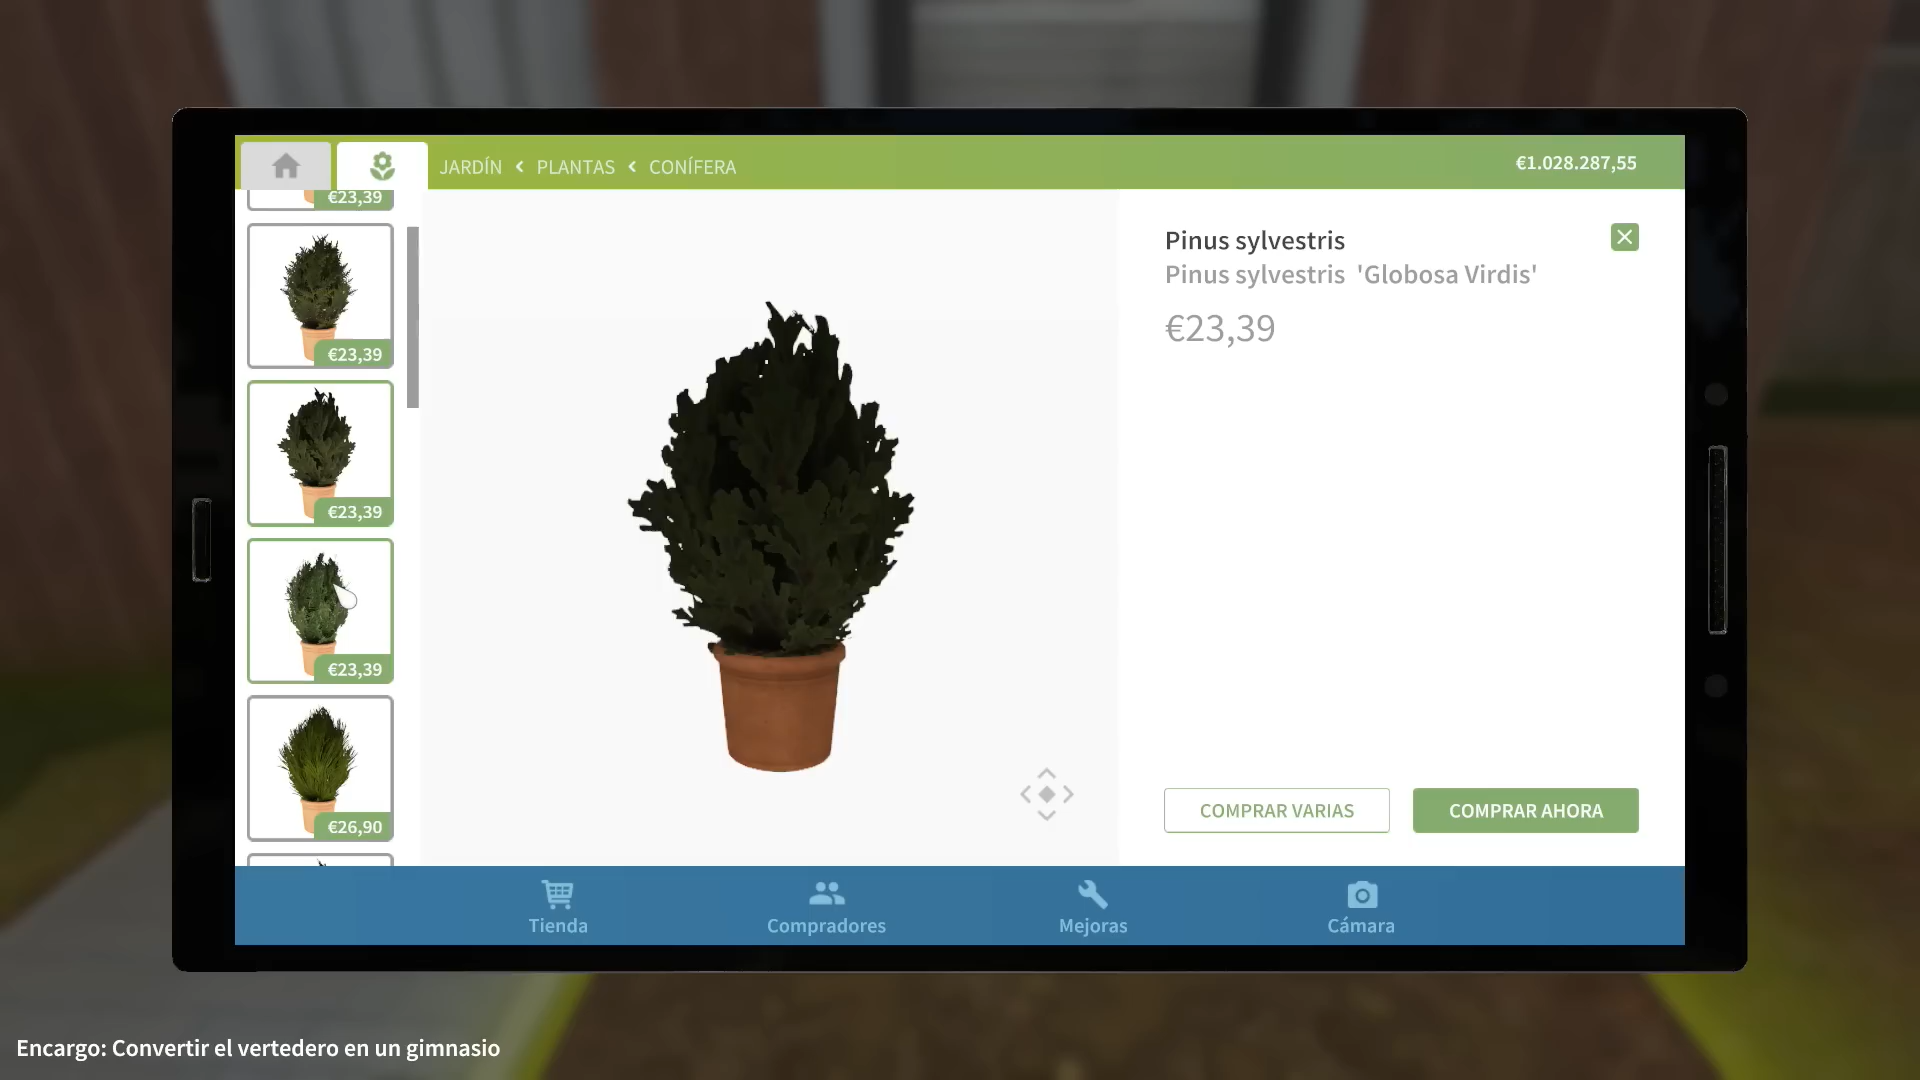 JARDÍN < PLANTAS < CONÍFERA
€1.028.287,55
€23,39
€23,39
€23,39
€23,39
€26,90
Pinus sylvestris
Pinus sylvestris 'Globosa Virdis'
€23,39
COMPRAR VARIAS
COMPRAR AHORA
Tienda
Compradores
Mejoras
Cámara
Encargo: Convertir el vertedero en un gimnasio